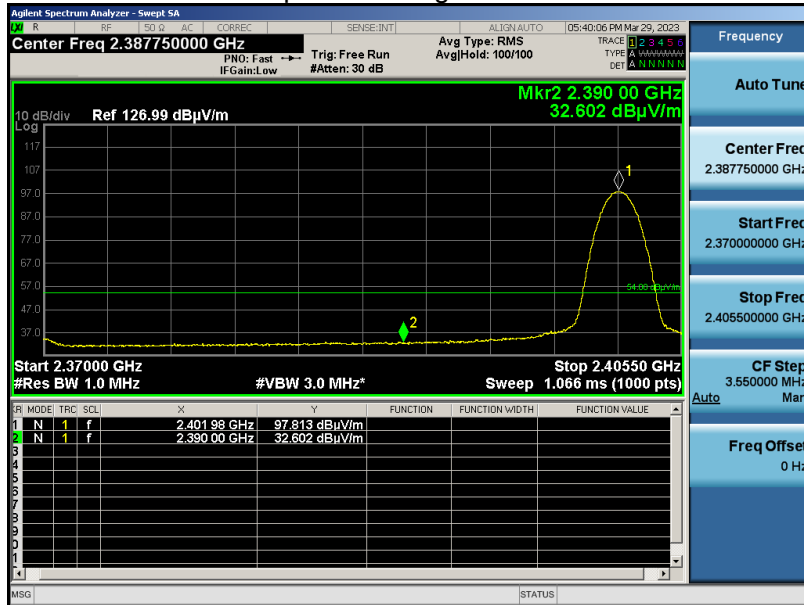 Agilent Spectrum Analyzer - Swept SA
LXI R RF 50 Ω AC CORREC SENSE:INT ALIGN AUTO 05:40:06 PM Mar 29, 2023
Center Freq 2.387750000 GHz
PNO: Fast
IFGain:Low
Trig: Free Run
#Atten: 30 dB
Avg Type: RMS
Avg|Hold: 100/100
TRACE 1 2 3 4 5 6
TYPE A
DET A N N N N N
Mkr2 2.390 00 GHz
32.602 dBµV/m
10 dB/div Ref 126.99 dBµV/m
Log
117
107
97.0
87.0
77.0
67.0
57.0
47.0
37.0
1
2
54.00 dBµV/m
Start 2.37000 GHz Stop 2.40550 GHz
#Res BW 1.0 MHz #VBW 3.0 MHz* Sweep 1.066 ms (1000 pts)
MODE TRC SCL X Y FUNCTION FUNCTION WIDTH FUNCTION VALUE
1 N 1 f 2.401 98 GHz 97.813 dBµV/m
2 N 1 f 2.390 00 GHz 32.602 dBµV/m
3
4
5
6
7
8
9
MSG STATUS
Frequency
Auto Tune
Center Freq
2.387750000 GHz
Start Freq
2.370000000 GHz
Stop Freq
2.405500000 GHz
CF Step
3.550000 MHz
Auto Man
Freq Offset
0 Hz